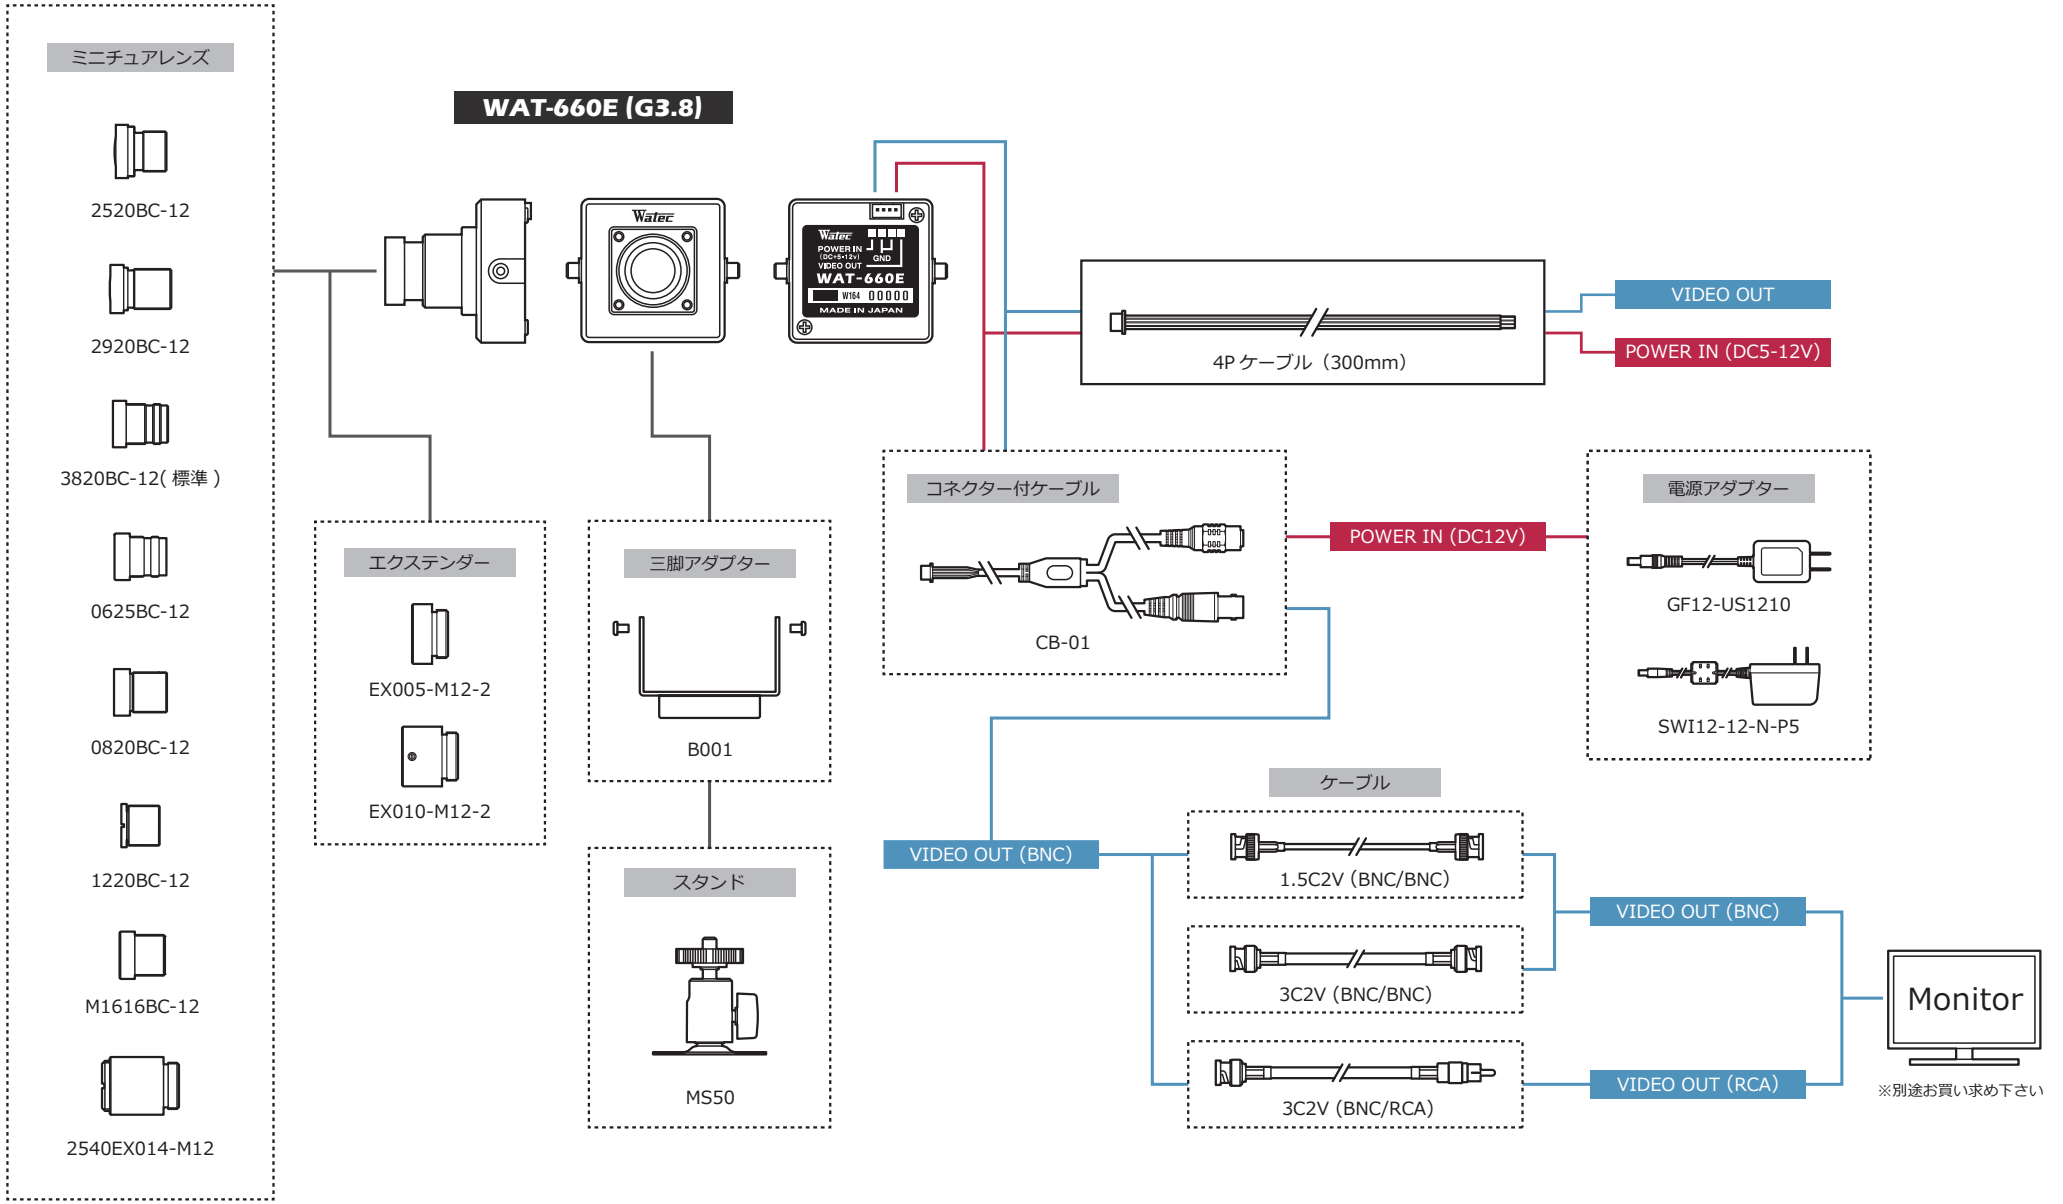 ミニチュアレンズ
2520BC-12
2920BC-12
3820BC-12( 標準 )
0625BC-12
0820BC-12
1220BC-12
M1616BC-12
2540EX014-M12
WAT-660E (G3.8)
Watec
Watec
POWER IN
(DC+5-12v)
GND
VIDEO OUT
WAT-660E
W164 00000
MADE IN JAPAN
4P ケーブル（300mm）
VIDEO OUT
POWER IN (DC5-12V)
エクステンダー
EX005-M12-2
EX010-M12-2
三脚アダプター
B001
スタンド
MS50
コネクター付ケーブル
CB-01
POWER IN (DC12V)
電源アダプター
GF12-US1210
SWI12-12-N-P5
ケーブル
VIDEO OUT (BNC)
1.5C2V (BNC/BNC)
3C2V (BNC/BNC)
3C2V (BNC/RCA)
VIDEO OUT (BNC)
VIDEO OUT (RCA)
Monitor
※別途お買い求め下さい